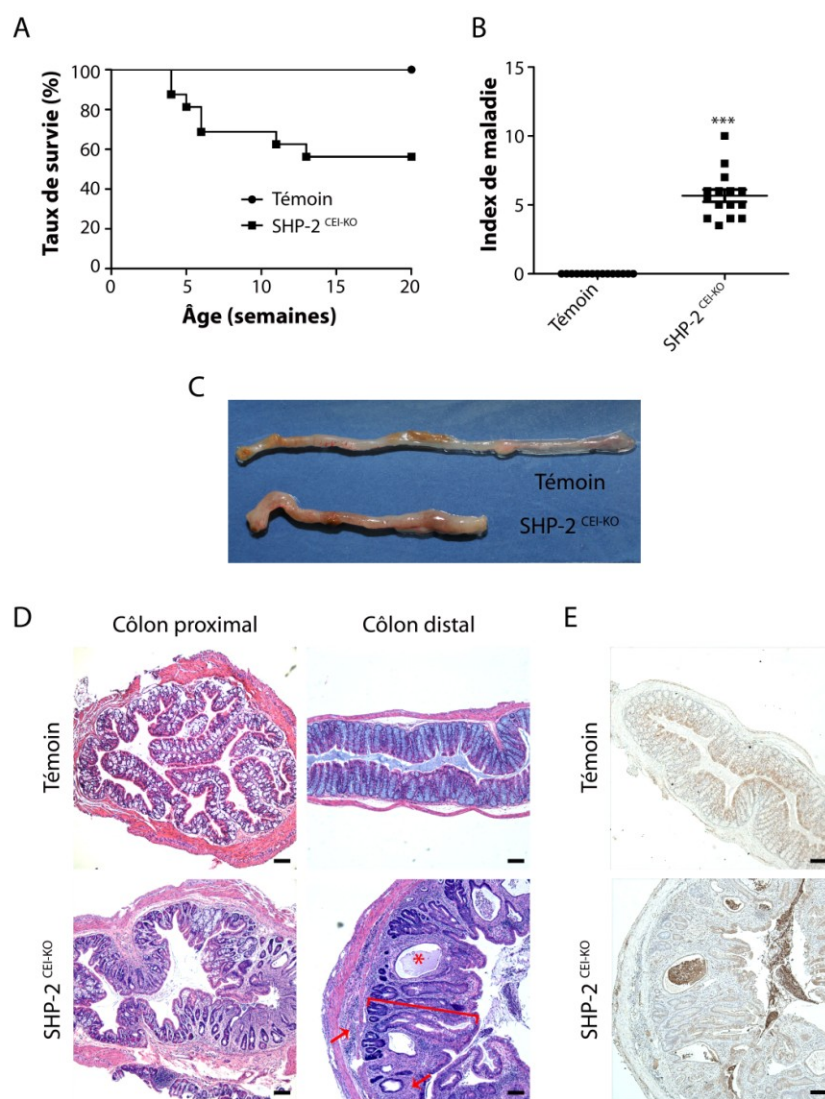 A
Taux de survie (%)
100
80
60
40
20
0
0 5 10 15 20
Âge (semaines)
Témoin
SHP-2 CEI-KO
B
Index de maladie
15
10
5
0
***
Témoin
SHP-2 CEI-KO
C
Témoin
SHP-2 CEI-KO
D
Côlon proximal
Côlon distal
Témoin
SHP-2 CEI-KO
*
E
Témoin
SHP-2 CEI-KO